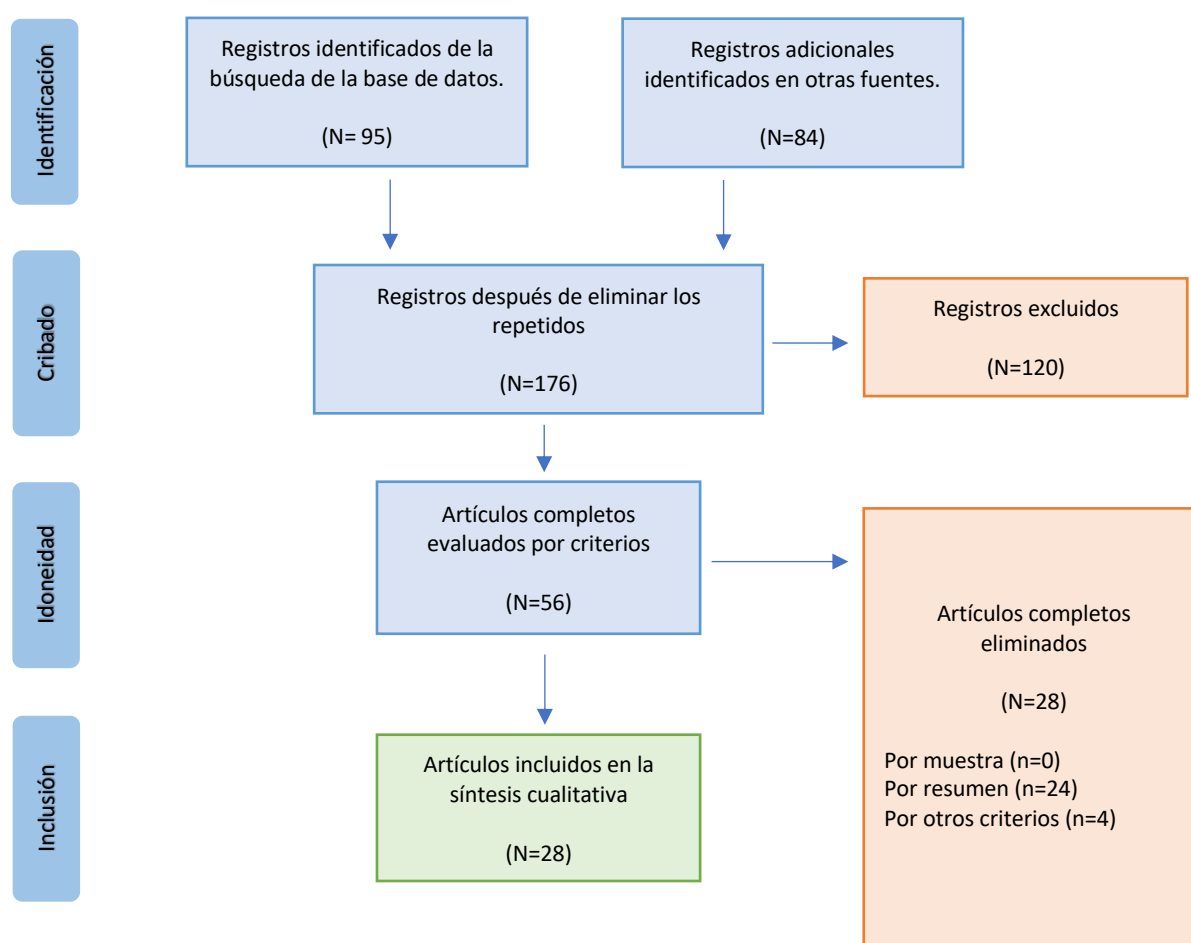 Identificación
Registros identificados de la
búsqueda de la base de datos.
(N= 95)
Registros adicionales
identificados en otras fuentes.
(N=84)
Cribado
Registros después de eliminar los
repetidos
(N=176)
Registros excluidos
(N=120)
Idoneidad
Artículos completos
evaluados por criterios
(N=56)
Artículos completos
eliminados
(N=28)
Por muestra (n=0)
Por resumen (n=24)
Por otros criterios (n=4)
Inclusión
Artículos incluidos en la
síntesis cualitativa
(N=28)